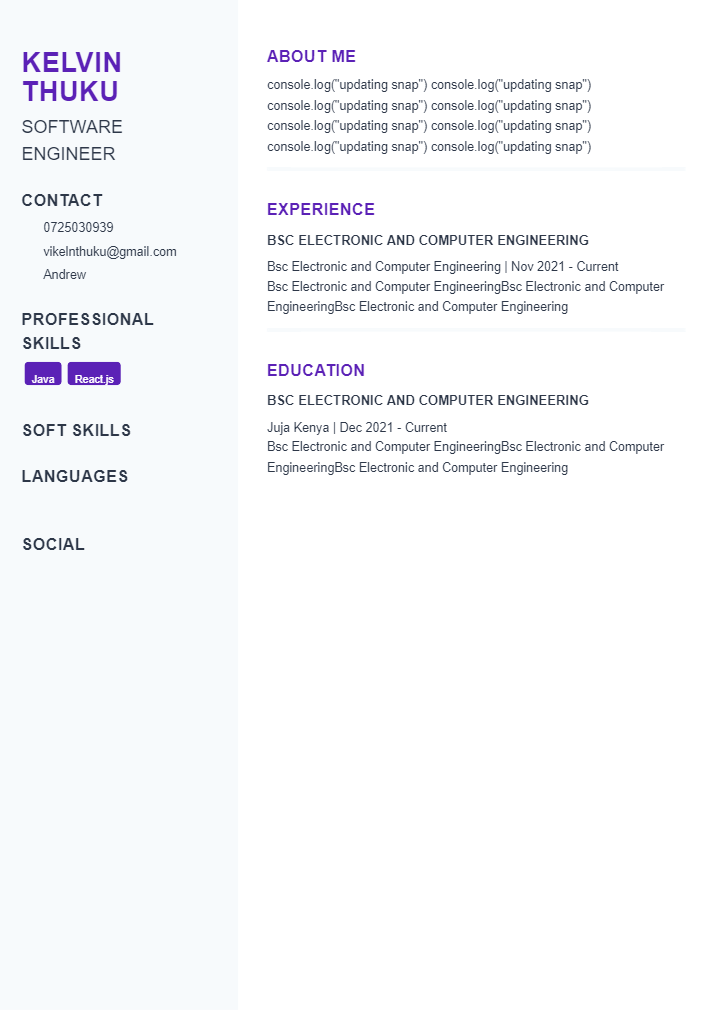 KELVIN
THUKU
SOFTWARE
ENGINEER
CONTACT
0725030939
vikelnthuku@gmail.com
Andrew
PROFESSIONAL
SKILLS
Java React.js
SOFT SKILLS
LANGUAGES
SOCIAL
ABOUT ME
console.log("updating snap") console.log("updating snap")
console.log("updating snap") console.log("updating snap")
console.log("updating snap") console.log("updating snap")
console.log("updating snap") console.log("updating snap")
EXPERIENCE
BSC ELECTRONIC AND COMPUTER ENGINEERING
Bsc Electronic and Computer Engineering | Nov 2021 - Current
Bsc Electronic and Computer EngineeringBsc Electronic and Computer
EngineeringBsc Electronic and Computer Engineering
EDUCATION
BSC ELECTRONIC AND COMPUTER ENGINEERING
Juja Kenya | Dec 2021 - Current
Bsc Electronic and Computer EngineeringBsc Electronic and Computer
EngineeringBsc Electronic and Computer Engineering